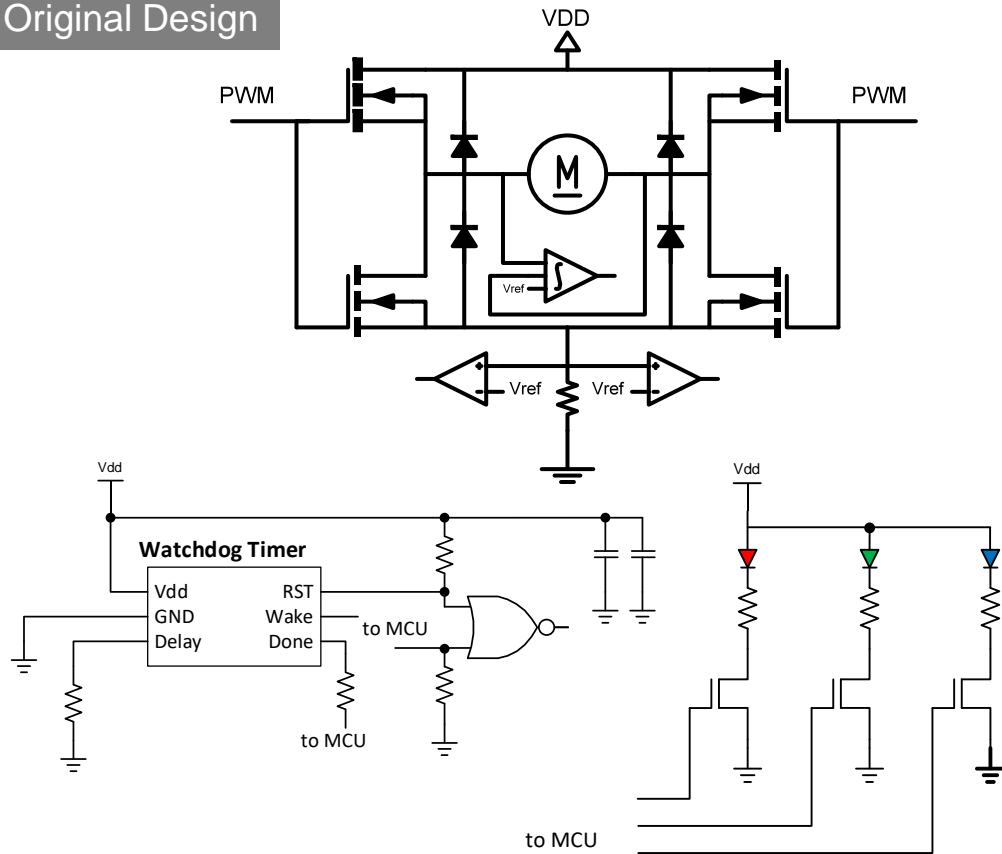 Original Design
VDD
PWM
PWM
M
Vref
Vref
Vref
Vdd
Vdd
Watchdog Timer
Vdd
RST
GND
Wake
to MCU
Delay
Done
to MCU
to MCU